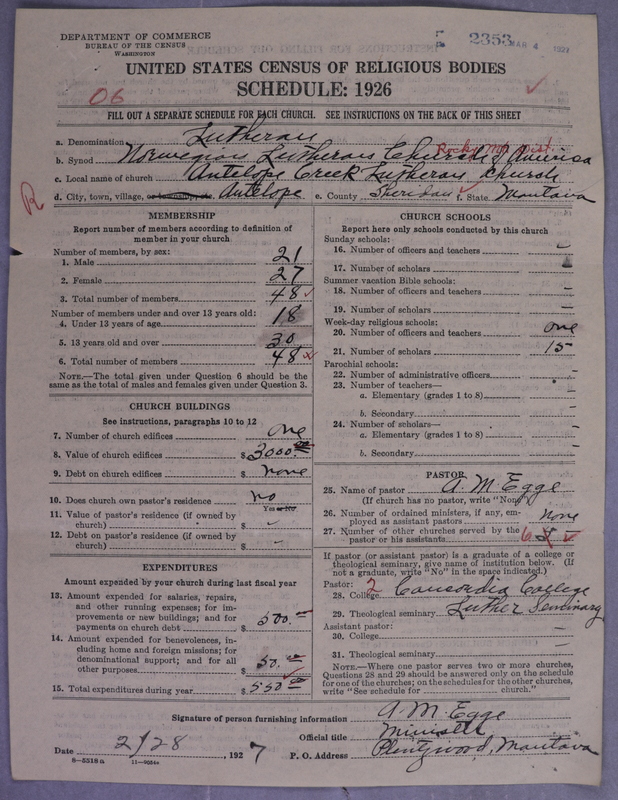 DEPARTMENT OF COMMERCE
BUREAU OF THE CENSUS
WASHINGTON
2353 MAR 4 1927
UNITED STATES CENSUS OF RELIGIOUS BODIES
SCHEDULE: 1926
06
FILL OUT A SEPARATE SCHEDULE FOR EACH CHURCH. SEE INSTRUCTIONS ON THE BACK OF THIS SHEET
a. Denomination Lutheran
Rocky Mt. Dist.
b. Synod Norwegian Lutheran Church of America
c. Local name of church Antelope Creek Lutheran Church
R
d. City, town, village, or township, Antelope e. County Sheridan f. State Montana
MEMBERSHIP
Report number of members according to definition of
member in your church
Number of members, by sex:
1. Male 21
2. Female 27
3. Total number of members 48
Number of members under and over 13 years old:
4. Under 13 years of age 18
5. 13 years old and over 30
6. Total number of members 48
NOTE.—The total given under Question 6 should be the
same as the total of males and females given under Question 3.
CHURCH BUILDINGS
See instructions, paragraphs 10 to 12
7. Number of church edifices one
8. Value of church edifices $ 3000.00
9. Debt on church edifices $ none
10. Does church own pastor's residence no
Yes or No
11. Value of pastor's residence (if owned by
church) $ -
12. Debt on pastor's residence (if owned by
church) $ -
EXPENDITURES
Amount expended by your church during last fiscal year
13. Amount expended for salaries, repairs,
and other running expenses; for im-
provements or new buildings; and for
payments on church debt $ 500.
14. Amount expended for benevolences, in-
cluding home and foreign missions; for
denominational support; and for all
other purposes $ 50.00
15. Total expenditures during year $ 550.00
CHURCH SCHOOLS
Report here only schools conducted by this church
Sunday schools:
16. Number of officers and teachers -
17. Number of scholars
Summer vacation Bible schools:
18. Number of officers and teachers -
19. Number of scholars -
Week-day religious schools:
20. Number of officers and teachers one
21. Number of scholars 15
Parochial schools:
22. Number of administrative officers -
23. Number of teachers—
a. Elementary (grades 1 to 8) -
b. Secondary -
24. Number of scholars—
a. Elementary (grades 1 to 8) -
b. Secondary -
PASTOR
25. Name of pastor A. M. Egge
(If church has no pastor, write "None")
26. Number of ordained ministers, if any, em-
ployed as assistant pastors none
27. Number of other churches served by the
pastor or his assistants 6
If pastor (or assistant pastor) is a graduate of a college or
theological seminary, give name of institution below. (If
not a graduate, write "No" in the space indicated.)
Pastor: 2
28. College Concordia College
29. Theological seminary Luther Seminary
Assistant pastor:
30. College -
31. Theological seminary -
NOTE.—Where one pastor serves two or more churches,
Questions 28 and 29 should be answered only on the schedule
for one of the churches; on the schedules for the other churches,
write "See schedule for church."
Signature of person furnishing information A. M. Egge
Official title Minister
Date 2/28, 1927 P. O. Address Plentywood, Montana
8—5518 a 11—9034a